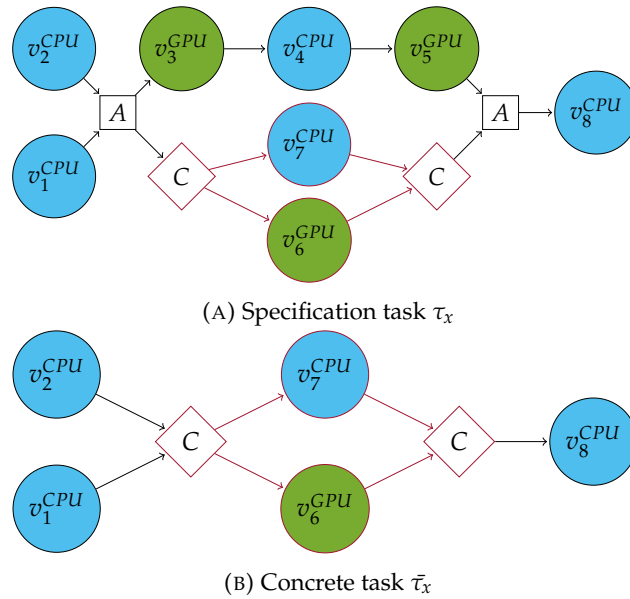 v_2^{CPU} v_3^{GPU} v_4^{CPU} v_5^{GPU}
A A v_8^{CPU}
v_1^{CPU} C v_7^{CPU} C
v_6^{GPU}
(A) Specification task τ_x
v_2^{CPU} v_7^{CPU}
C C v_8^{CPU}
v_1^{CPU} v_6^{GPU}
(B) Concrete task \bar{τ}_x